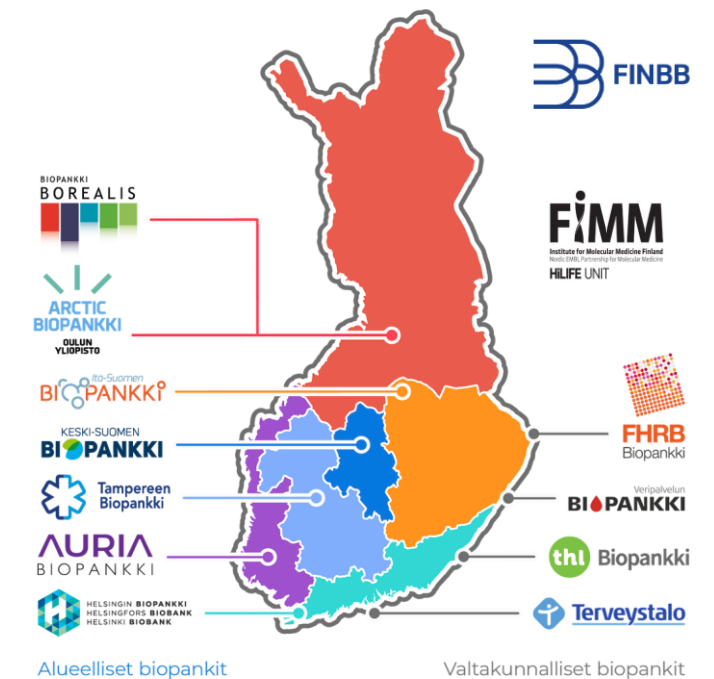 FINBB
BIOPANKKI
BOREALIS
FiMM
Institute for Molecular Medicine Finland
Nordic EMBL Partnership for Molecular Medicine
HiLIFE UNIT
ARCTIC
BIOPANKKI
OULUN
YLIOPISTO
Itä-Suomen
BIOPANKKI
KESKI-SUOMEN
BIOPANKKI
Tampereen
Biopankki
AURIA
BIOPANKKI
HELSINGIN BIOPANKKI
HELSINGFORS BIOBANK
HELSINKI BIOBANK
FHRB
Biopankki
Veripalvelun
BIOPANKKI
thl Biopankki
Terveystalo
Alueelliset biopankit
Valtakunnalliset biopankit